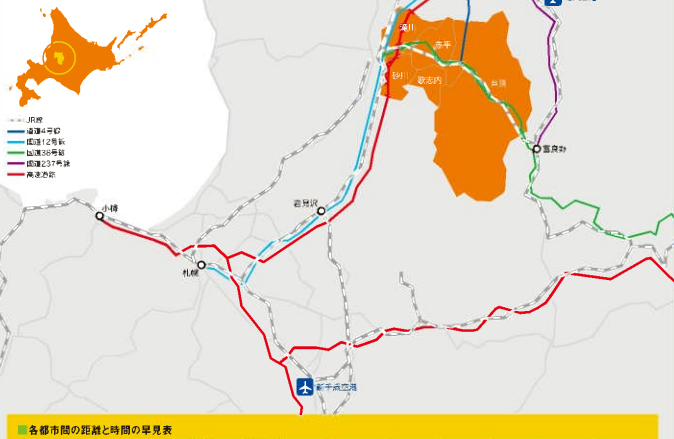 滝川
赤平
砂川
歌志内
芦別
JR線
道道4号線
国道12号線
国道38号線
国道237号線
高速道路
富良野
岩見沢
小樽
札幌
新千歳空港
■各都市間の距離と時間の早見表